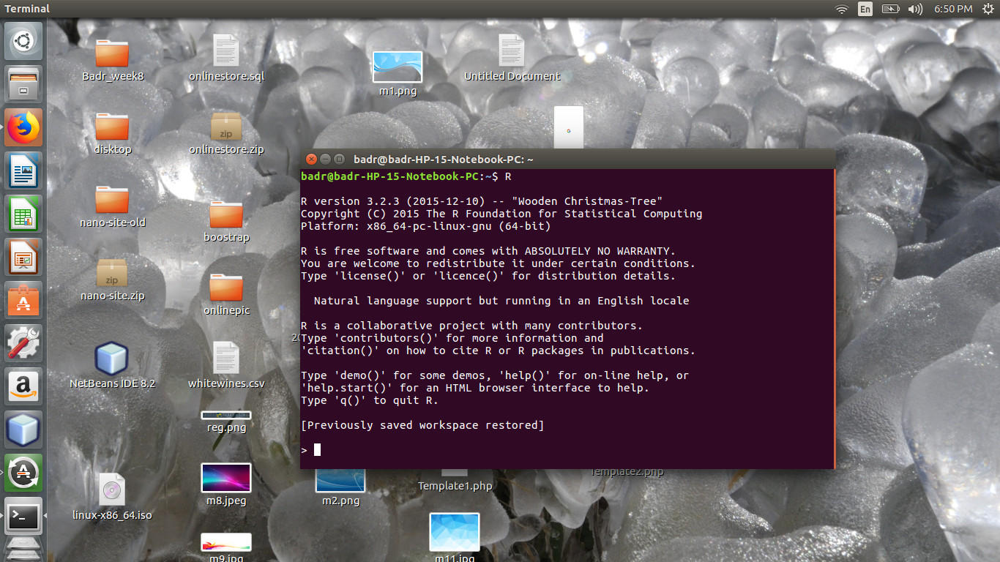 Terminal
En
6:50 PM
Badr_week8
onlinestore.sql
m1.png
Untitled Document
disktop
zip
onlinestore.zip
nano-site-old
boostrap
zip
nano-site.zip
onlinepic
NetBeans IDE 8.2
whitewines.csv
reg.png
linux-x86_64.iso
m8.jpeg
m2.png
Template1.php
Template2.php
m9.jpg
m11.jpg
badr@badr-HP-15-Notebook-PC: ~
badr@badr-HP-15-Notebook-PC:~$ R
R version 3.2.3 (2015-12-10) -- "Wooden Christmas-Tree"
Copyright (C) 2015 The R Foundation for Statistical Computing
Platform: x86_64-pc-linux-gnu (64-bit)
R is free software and comes with ABSOLUTELY NO WARRANTY.
You are welcome to redistribute it under certain conditions.
Type 'license()' or 'licence()' for distribution details.
Natural language support but running in an English locale
R is a collaborative project with many contributors.
Type 'contributors()' for more information and
'citation()' on how to cite R or R packages in publications.
Type 'demo()' for some demos, 'help()' for on-line help, or
'help.start()' for an HTML browser interface to help.
Type 'q()' to quit R.
[Previously saved workspace restored]
>